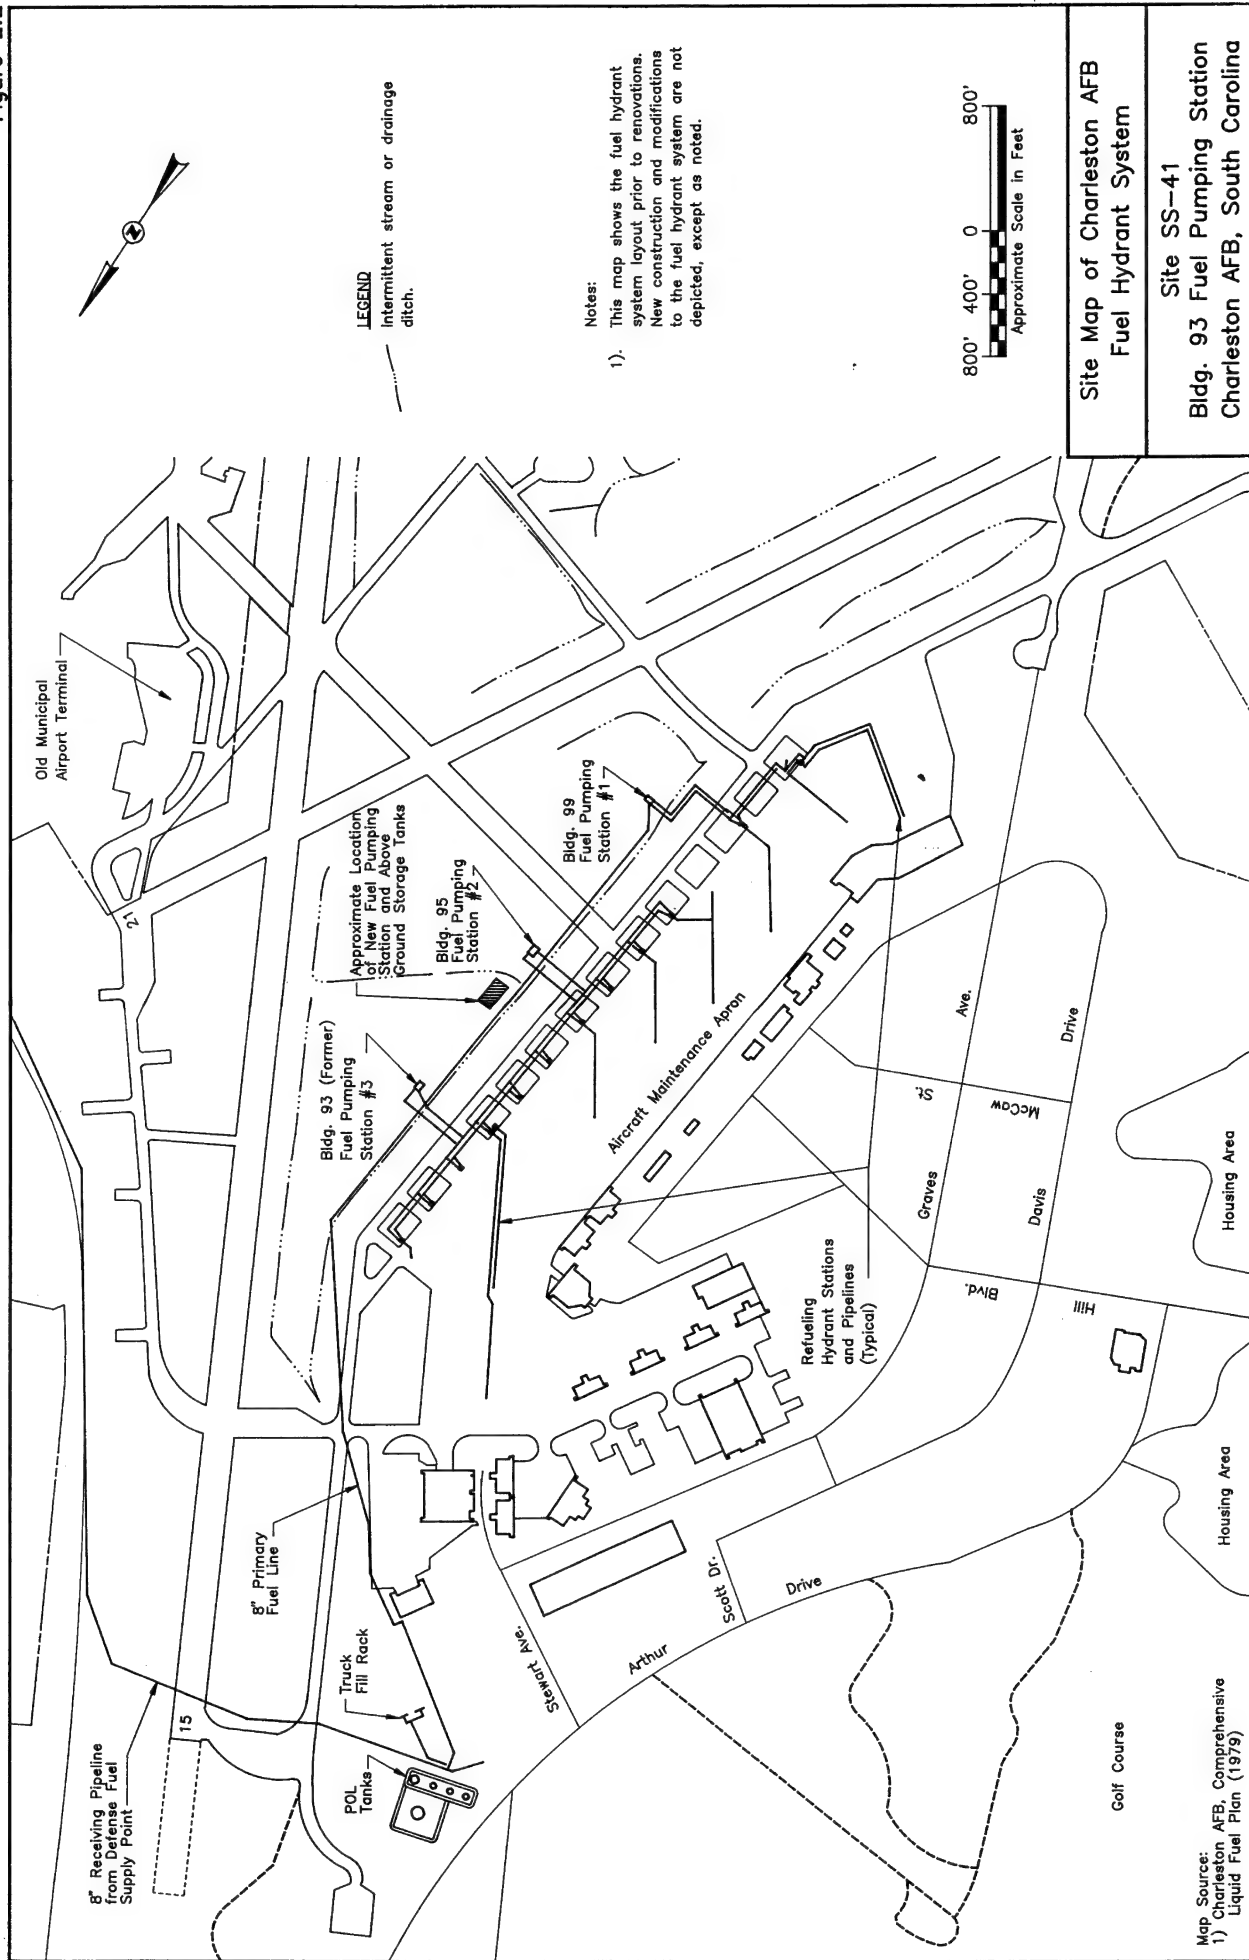 8" Receiving Pipeline
from Defense Fuel
Supply Point
15
POL
Tanks
Truck
Fill Rack
8" Primary
Fuel Line
Old Municipal
Airport Terminal
21
Bldg. 93 (Former)
Fuel Pumping
Station #3
Approximate Location
of New Fuel Pumping
Station and Above
Ground Storage Tanks
Bldg. 95
Fuel Pumping
Station #2
Bldg. 99
Fuel Pumping
Station #1
Aircraft Maintenance Apron
Refueling
Hydrant Stations
and Pipelines
(Typical)
Stewart Ave.
Scott Dr.
Arthur
Drive
Graves
Ave.
Davis
Drive
McCaw
St.
Hill
Blvd.
Golf Course
Housing Area
Housing Area
Map Source:
1) Charleston AFB, Comprehensive
Liquid Fuel Plan (1979)
N
LEGEND
Intermittent stream or drainage
ditch.
Notes:
1). This map shows the fuel hydrant
system layout prior to renovations.
New construction and modifications
to the fuel hydrant system are not
depicted, except as noted.
800' 400' 0 800'
Approximate Scale in Feet
Site Map of Charleston AFB
Fuel Hydrant System
Site SS-41
Bldg. 93 Fuel Pumping Station
Charleston AFB, South Carolina